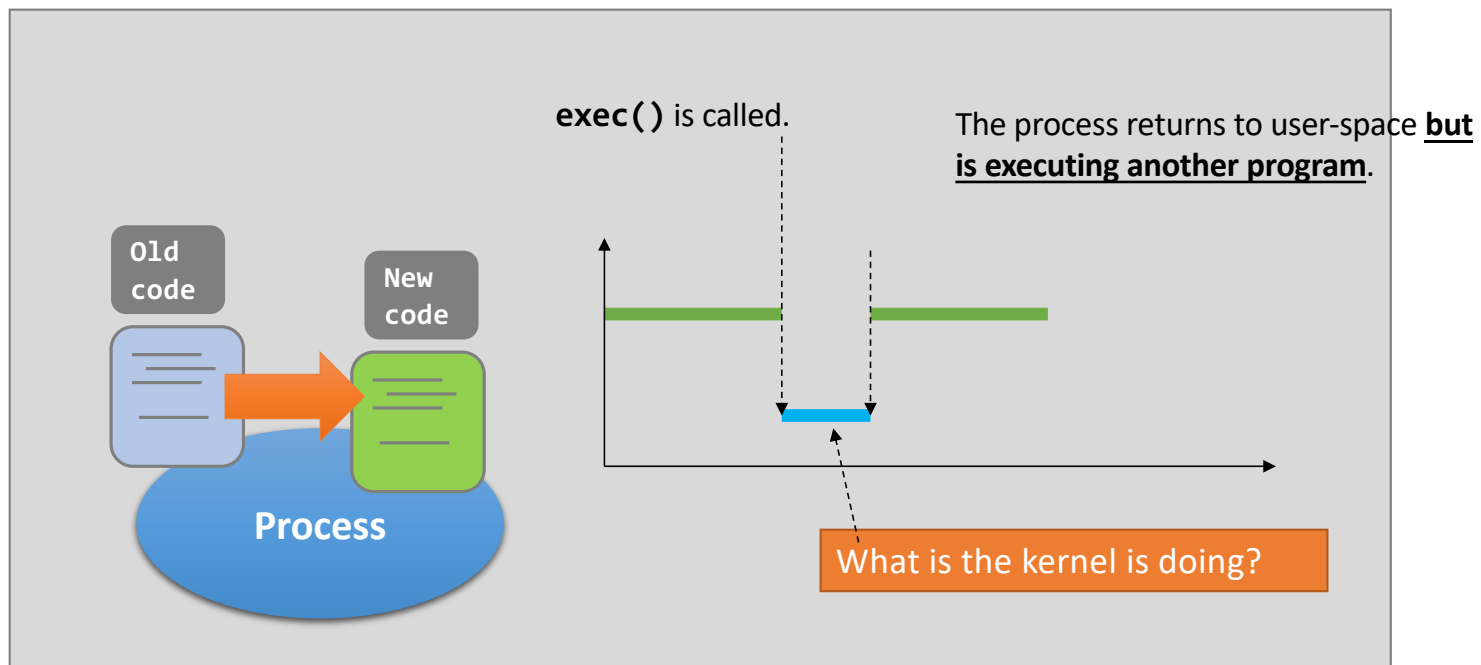 exec() is called.
The process returns to user-space but
is executing another program.
Old
code
New
code
Process
What is the kernel is doing?